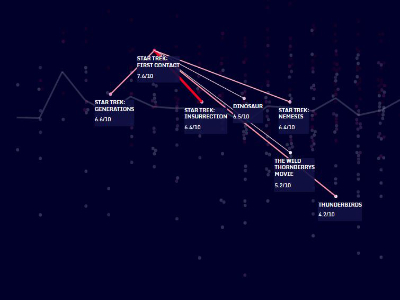 STAR TREK:
FIRST CONTACT
7.6/10
STAR TREK:
GENERATIONS
6.6/10
STAR TREK:
INSURRECTION
6.4/10
DINOSAUR
6.5/10
STAR TREK:
NEMESIS
6.4/10
THE WILD
THORNBERRYS
MOVIE
5.2/10
THUNDERBIRDS
4.2/10